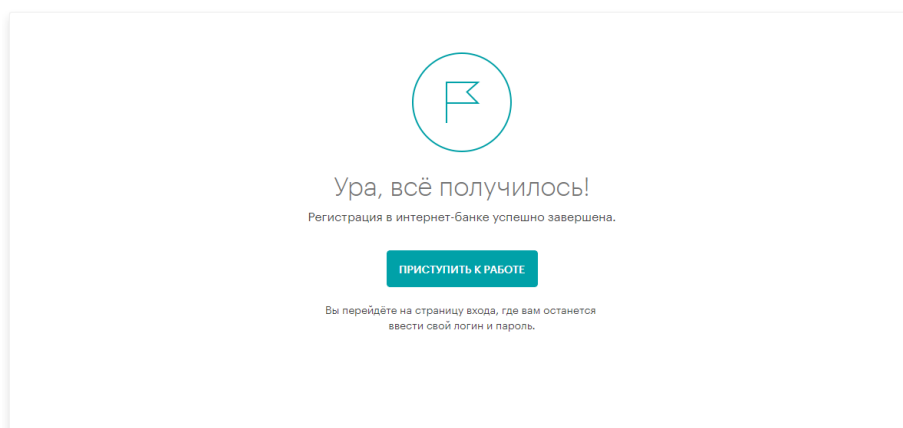 Ура, всё получилось!
Регистрация в интернет-банке успешно завершена.
ПРИСТУПИТЬ К РАБОТЕ
Вы перейдёте на страницу входа, где вам останется
ввести свой логин и пароль.